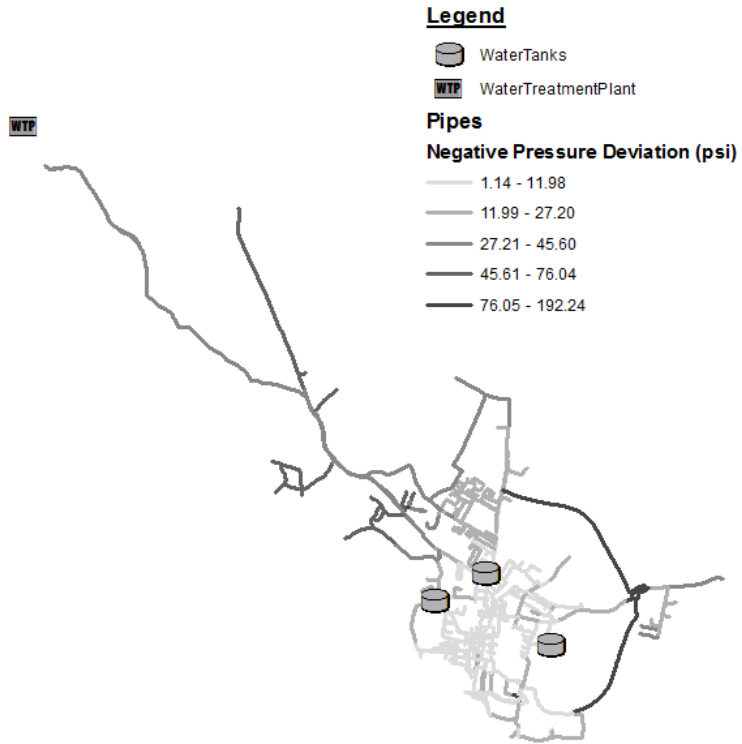 Legend
WaterTanks
WTP WaterTreatmentPlant
WTP
Pipes
Negative Pressure Deviation (psi)
1.14 - 11.98
11.99 - 27.20
27.21 - 45.60
45.61 - 76.04
76.05 - 192.24